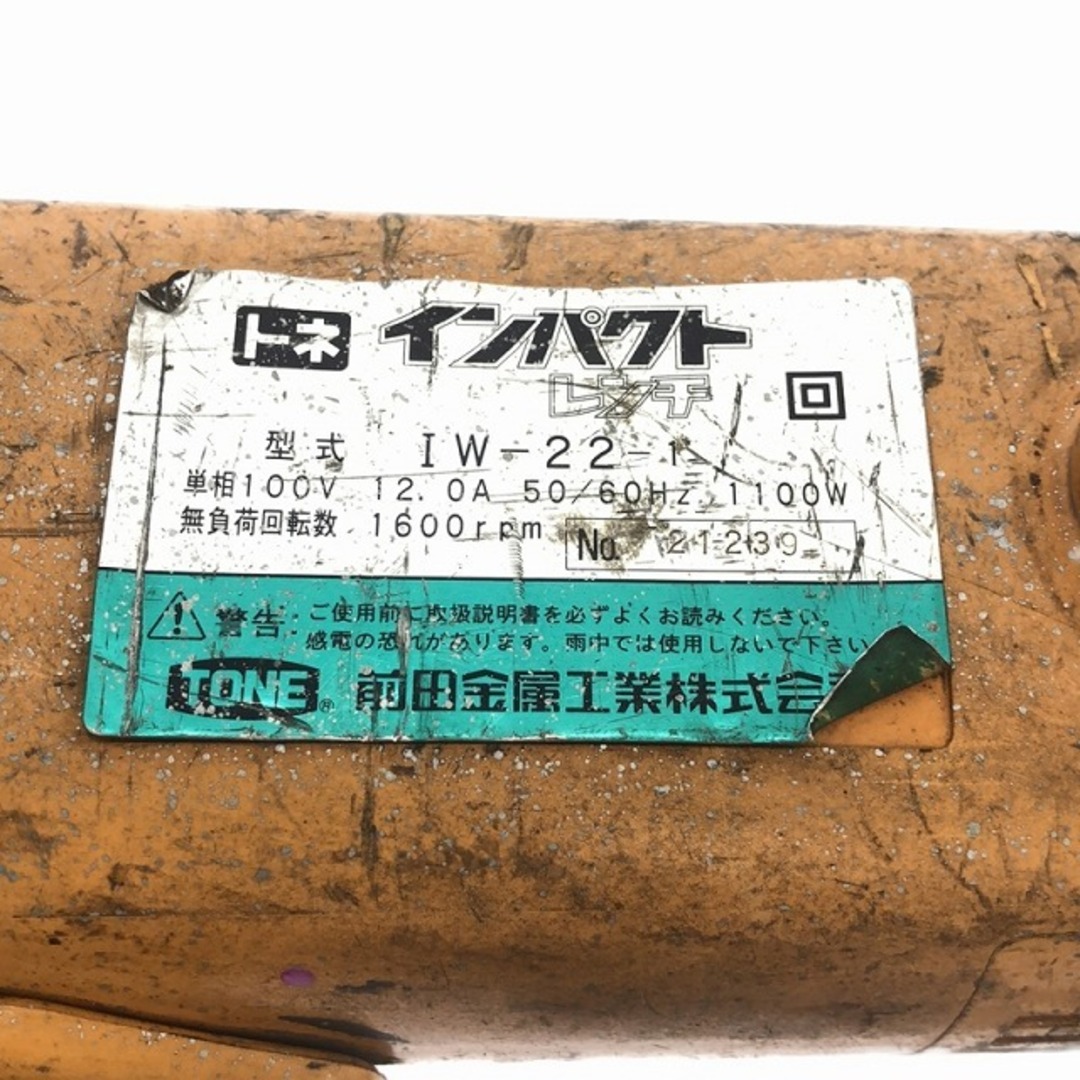 トネ インパクト
レンチ
型式 IW-22-1
単相100V 12.0A 50/60Hz 1100W
無負荷回転数 1600rpm No. 21239
警告 ご使用前に取扱説明書を必ずよくお読みください。
感電の恐れがあります。雨中では使用しないで下さい
TONE® 前田金属工業株式会